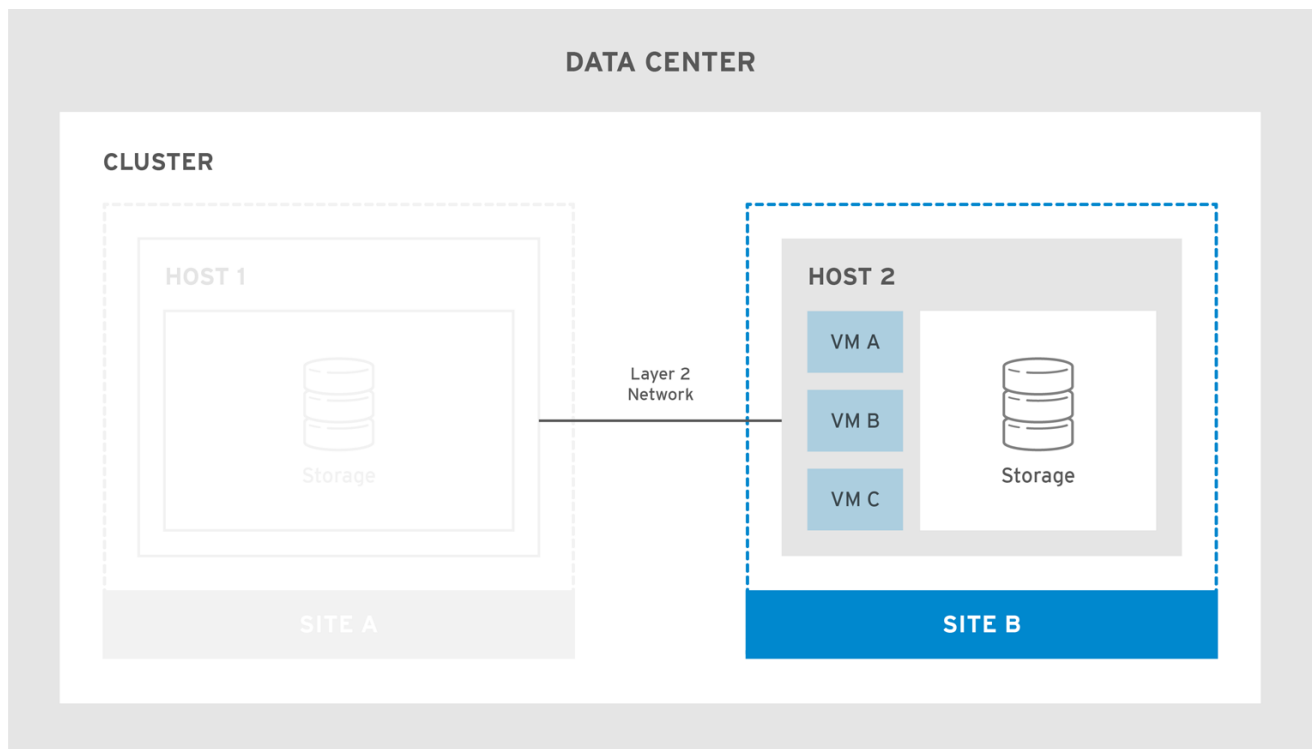 DATA CENTER
CLUSTER
HOST 1
Storage
SITE A
Layer 2
Network
HOST 2
VM A
VM B
VM C
Storage
SITE B